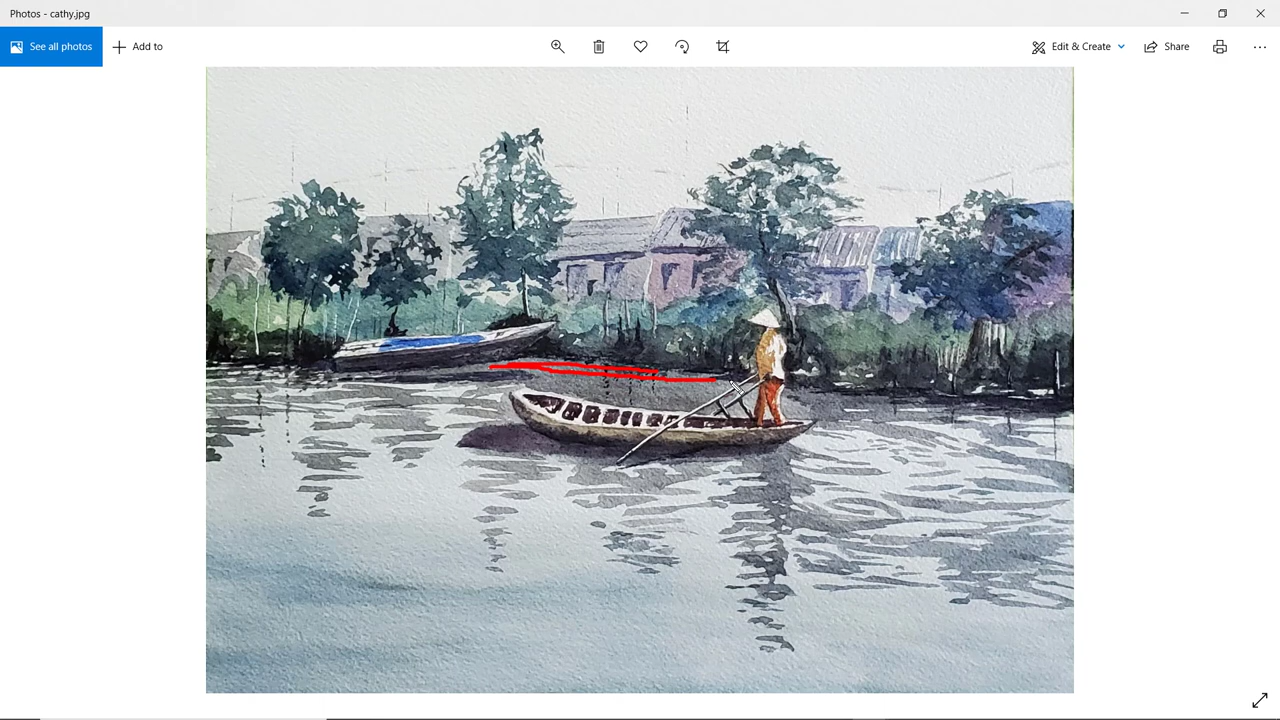 Photos - cathy.jpg
See all photos
Add to
Edit & Create
Share